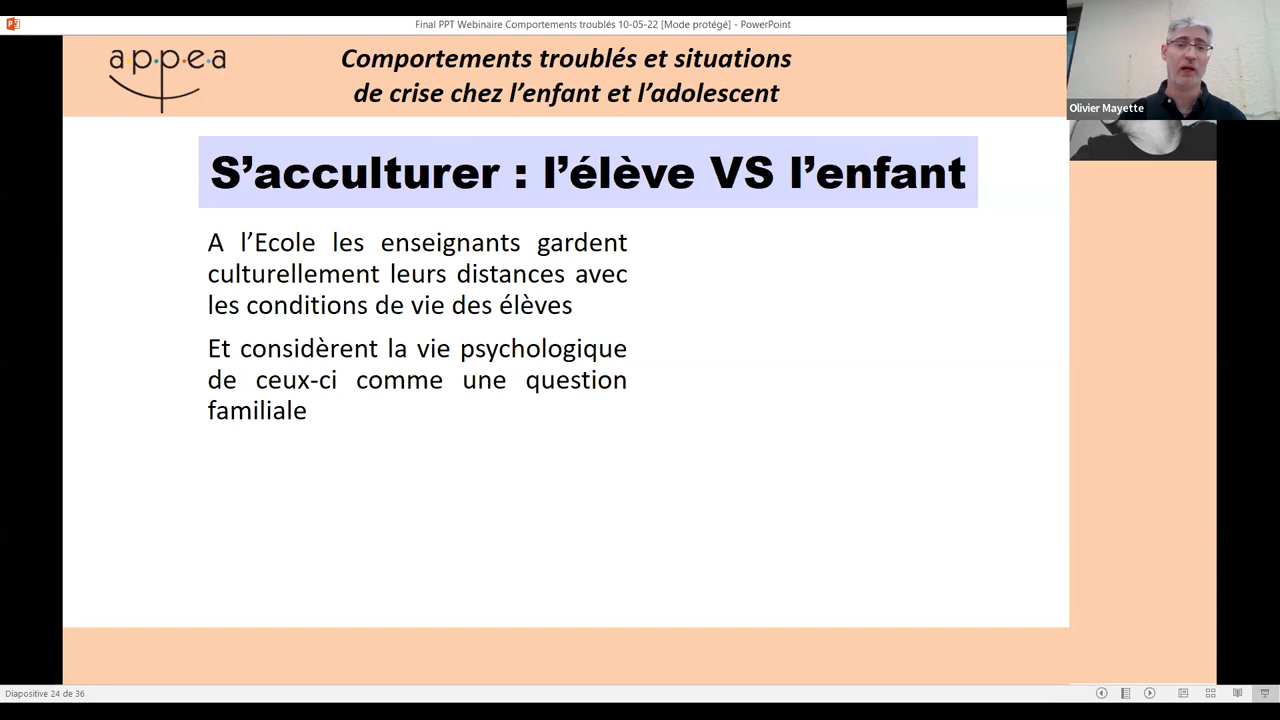 Final PPT Webinaire Comportements troublés 10-05-22 [Mode protégé] - PowerPoint
appea
Comportements troublés et situations
de crise chez l'enfant et l'adolescent
Olivier Mayette
S'acculturer : l'élève VS l'enfant
A l'Ecole les enseignants gardent
culturellement leurs distances avec
les conditions de vie des élèves
Et considèrent la vie psychologique
de ceux-ci comme une question
familiale
Diapositive 24 de 36